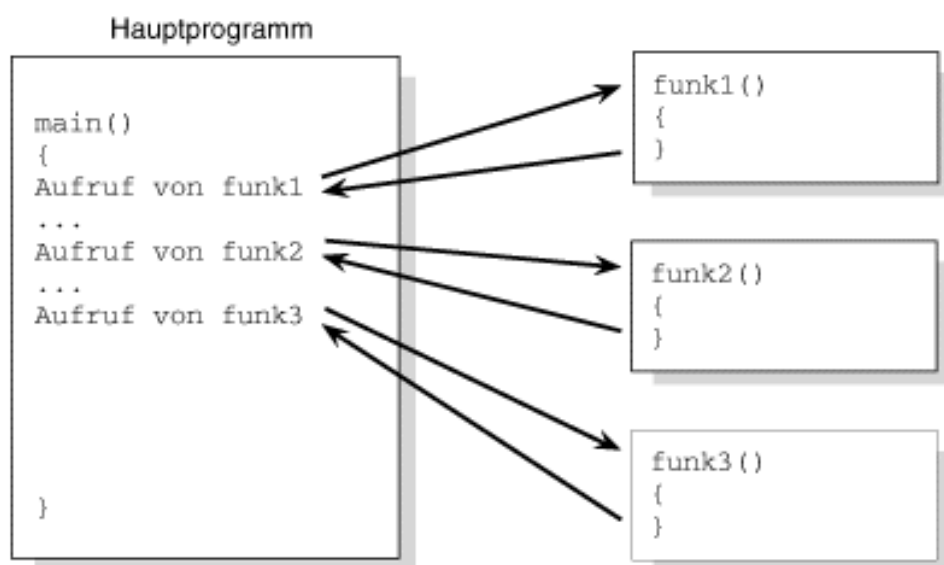 Hauptprogramm
main()
{
Aufruf von funk1
...
Aufruf von funk2
...
Aufruf von funk3
}
funk1()
{
}
funk2()
{
}
funk3()
{
}